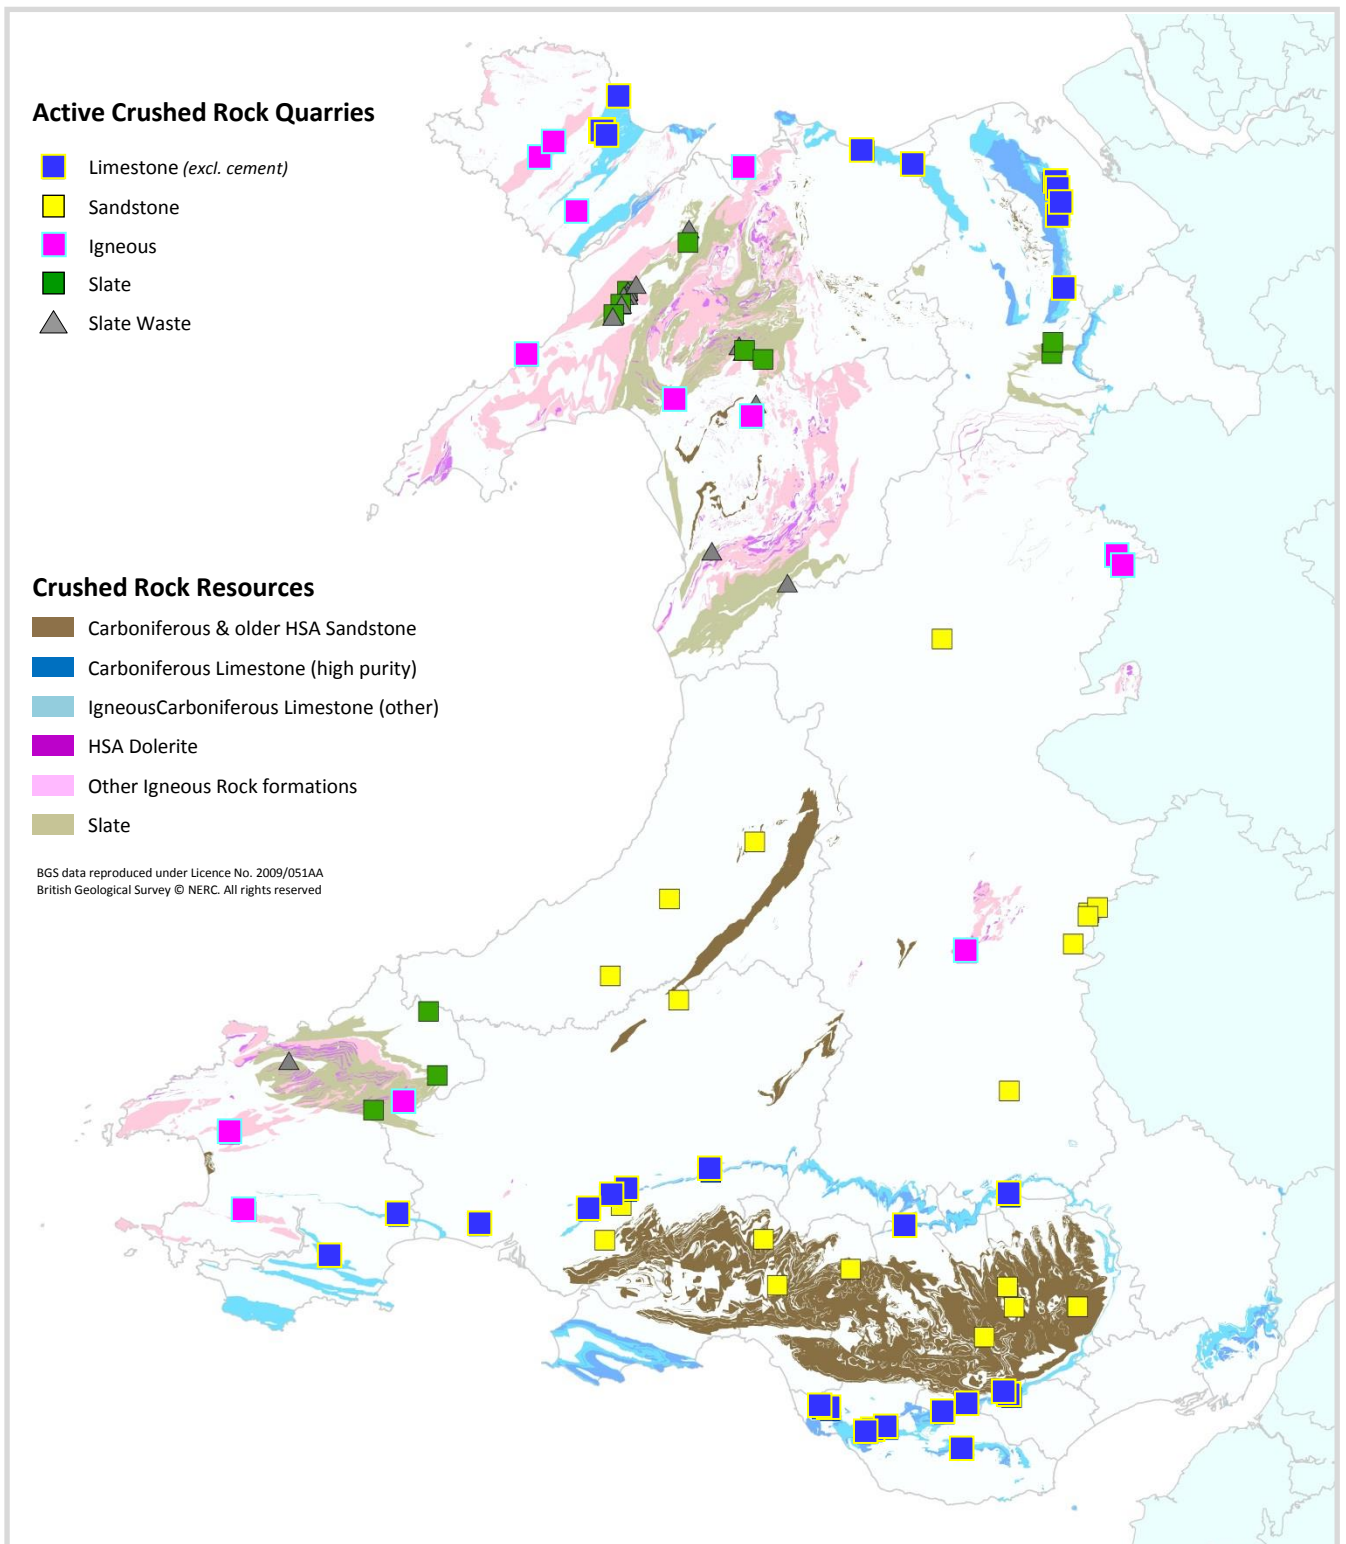 Active Crushed Rock Quarries
Limestone (excl. cement)
Sandstone
Igneous
Slate
Slate Waste
Crushed Rock Resources
Carboniferous & older HSA Sandstone
Carboniferous Limestone (high purity)
IgneousCarboniferous Limestone (other)
HSA Dolerite
Other Igneous Rock formations
Slate
BGS data reproduced under Licence No. 2009/051AA
British Geological Survey © NERC. All rights reserved